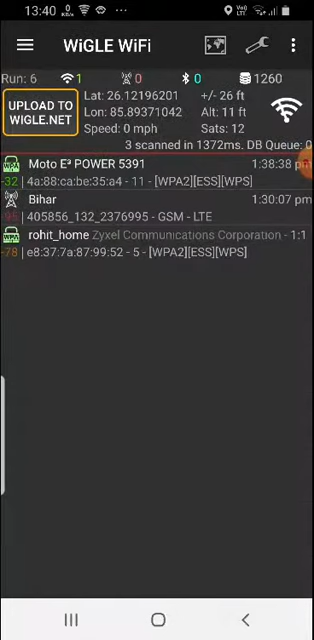 13:40
WiGLE WiFi
Run: 6 1 0 0 1260
UPLOAD TO
WIGLE.NET
Lat: 26.12196201 +/- 26 ft
Lon: 85.89371042 Alt: 11 ft
Speed: 0 mph Sats: 12
3 scanned in 1372ms. DB Queue: 0
Moto E³ POWER 5391 1:38:38 pm
-32 | 4a:88:ca:be:35:a4 - 11 - [WPA2][ESS][WPS]
Bihar 1:30:07 pm
-95 | 405856_132_2376995 - GSM - LTE
rohit_home Zyxel Communications Corporation - 1:1
-78 | e8:37:7a:87:99:52 - 5 - [WPA2][ESS][WPS]